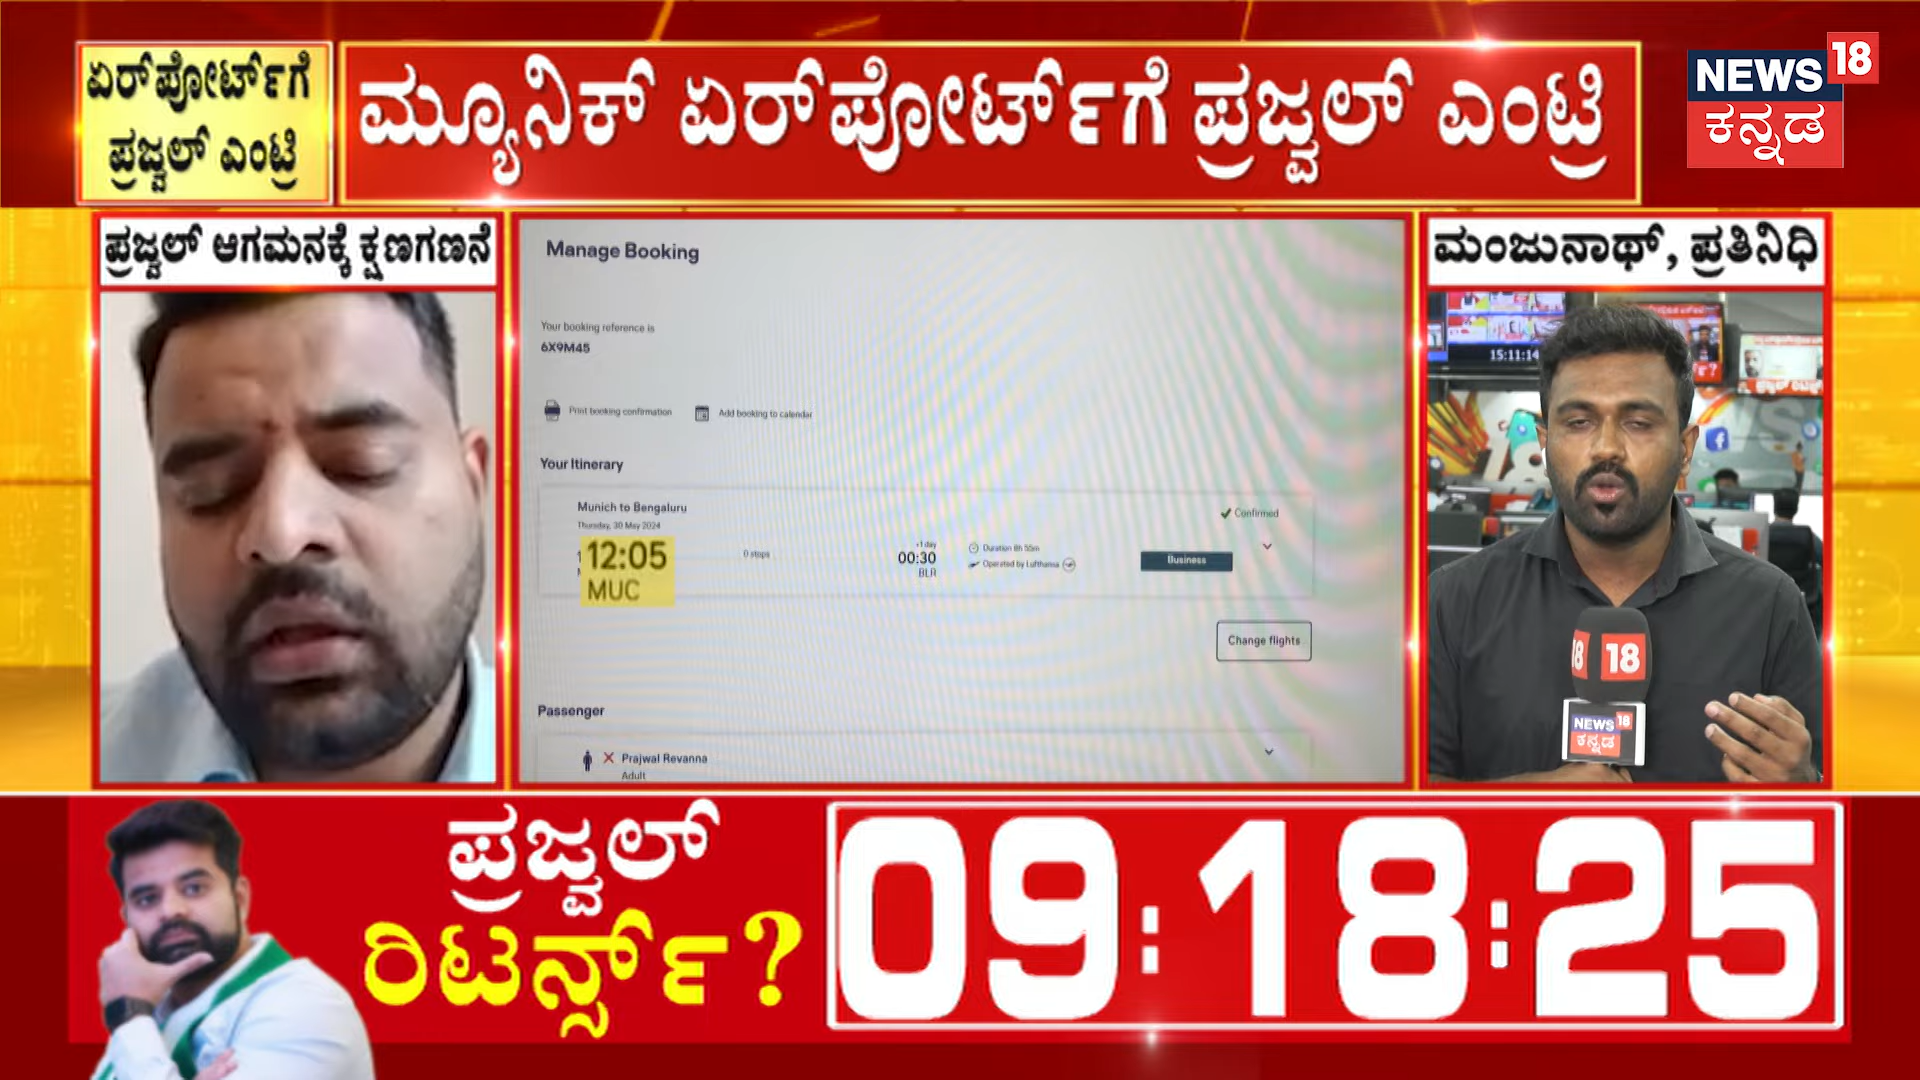 ಏರ್‌ಪೋರ್ಟ್‌ಗೆ
ಪ್ರಜ್ವಲ್ ಎಂಟ್ರಿ
ಮ್ಯೂನಿಕ್ ಏರ್‌ಪೋರ್ಟ್‌ಗೆ ಪ್ರಜ್ವಲ್ ಎಂಟ್ರಿ
NEWS 18
ಕನ್ನಡ
ಪ್ರಜ್ವಲ್ ಆಗಮನಕ್ಕೆ ಕ್ಷಣಗಣನೆ
Manage Booking
Your booking reference is
6X9M45
Print booking confirmation
Add booking to calendar
Your Itinerary
Munich to Bengaluru
Thursday, 30 May 2024
Confirmed
12:05
MUC
0 stops
+1 day
00:30
BLR
Duration 8h 55m
Operated by Lufthansa
Business
Change flights
Passenger
Prajwal Revanna
Adult
ಮಂಜುನಾಥ್, ಪ್ರತಿನಿಧಿ
15:11:14
18
18
NEWS 18
ಕನ್ನಡ
ಪ್ರಜ್ವಲ್
ರಿಟರ್ನ್ಸ್?
09:18:25